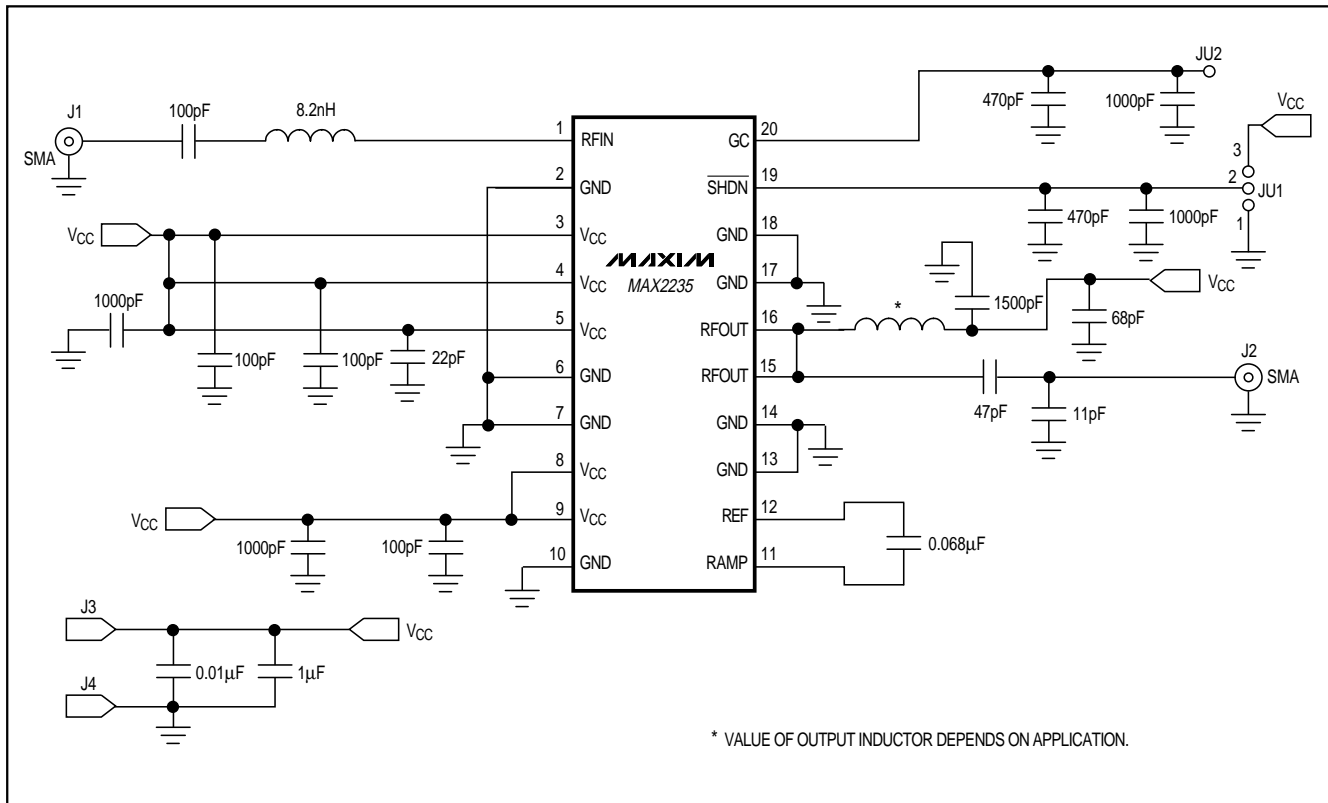 JU2
470pF
1000pF
VCC
3
2
JU1
1
J1
SMA
100pF
8.2nH
1
RFIN
GC
20
2
GND
SHDN
19
470pF
1000pF
VCC
3
VCC
GND
18
MAXIM
MAX2235
4
VCC
GND
17
1000pF
1500pF
VCC
5
VCC
RFOUT
16
*
68pF
100pF
100pF
22pF
6
GND
RFOUT
15
J2
SMA
47pF
11pF
7
GND
GND
14
8
VCC
GND
13
VCC
9
VCC
REF
12
1000pF
100pF
0.068µF
10
GND
RAMP
11
J3
VCC
0.01µF
1µF
J4
* VALUE OF OUTPUT INDUCTOR DEPENDS ON APPLICATION.